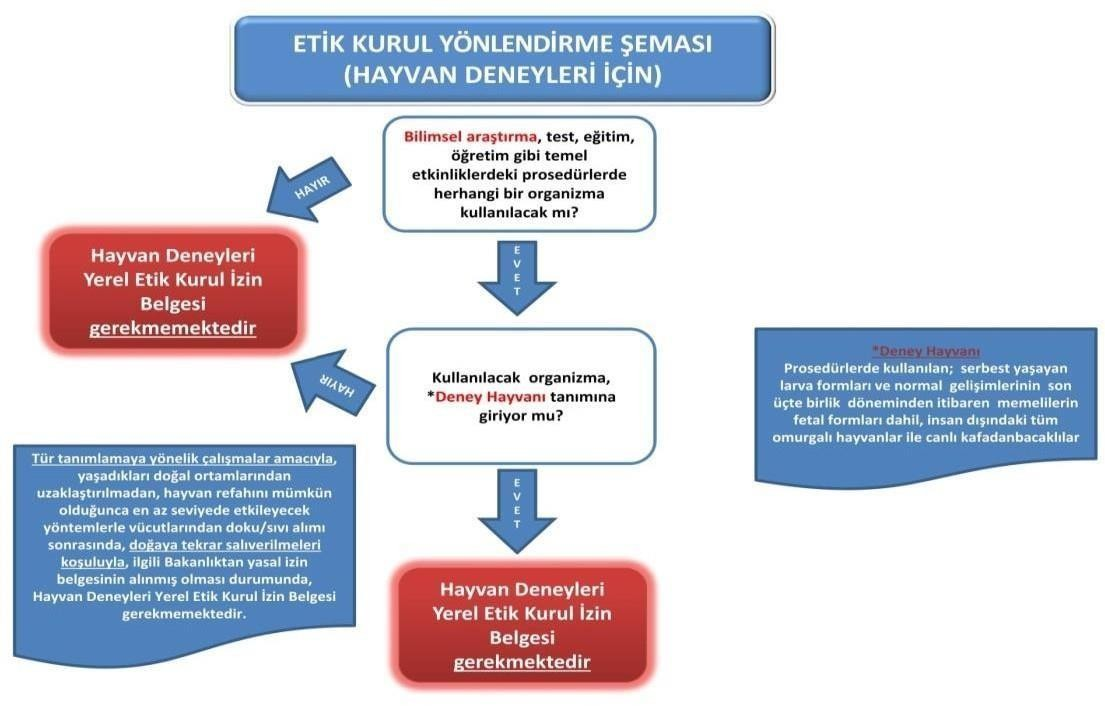 ETİK KURUL YÖNLENDİRME ŞEMASI
(HAYVAN DENEYLERİ İÇİN)
Bilimsel araştırma, test, eğitim,
öğretim gibi temel
etkinliklerdeki prosedürlerde
herhangi bir organizma
kullanılacak mı?
HAYIR
EVET
Hayvan Deneyleri
Yerel Etik Kurul İzin
Belgesi
gerekmemektedir
Kullanılacak organizma,
*Deney Hayvanı tanımına
giriyor mu?
HAYIR
*Deney Hayvanı
Prosedürlerde kullanılan; serbest yaşayan
larva formları ve normal gelişimlerinin son
üçte birlik döneminden itibaren memelilerin
fetal formları dahil, insan dışındaki tüm
omurgalı hayvanlar ile canlı kafadanbacaklılar
Tür tanımlamaya yönelik çalışmalar amacıyla,
yaşadıkları doğal ortamlarından
uzaklaştırılmadan, hayvan refahını mümkün
olduğunca en az seviyede etkileyecek
yöntemlerle vücutlarından doku/sıvı alımı
sonrasında, doğaya tekrar salıverilmeleri
koşuluyla, ilgili Bakanlıktan yasal izin
belgesinin alınmış olması durumunda,
Hayvan Deneyleri Yerel Etik Kurul İzin Belgesi
gerekmemektedir.
EVET
Hayvan Deneyleri
Yerel Etik Kurul İzin
Belgesi
gerekmektedir